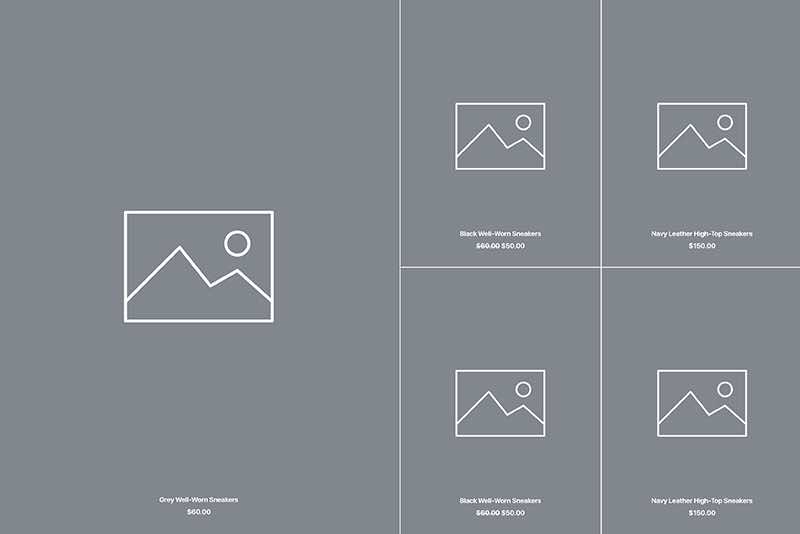 Black Well-Worn Sneakers
$60.00 $50.00
Navy Leather High-Top Sneakers
$150.00
Grey Well-Worn Sneakers
$60.00
Black Well-Worn Sneakers
$60.00 $50.00
Navy Leather High-Top Sneakers
$150.00